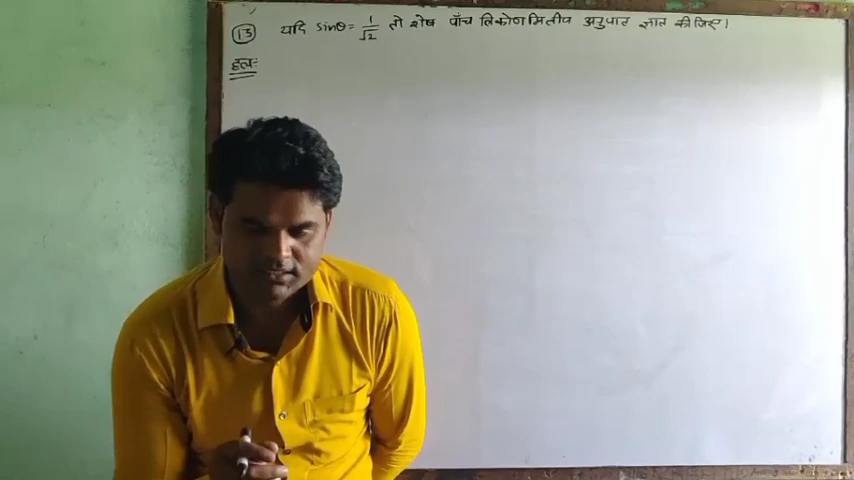 (13) यदि sinθ = 1/√2 तो शेष पाँच त्रिकोणमितीय अनुपात ज्ञात कीजिए।
हल:-